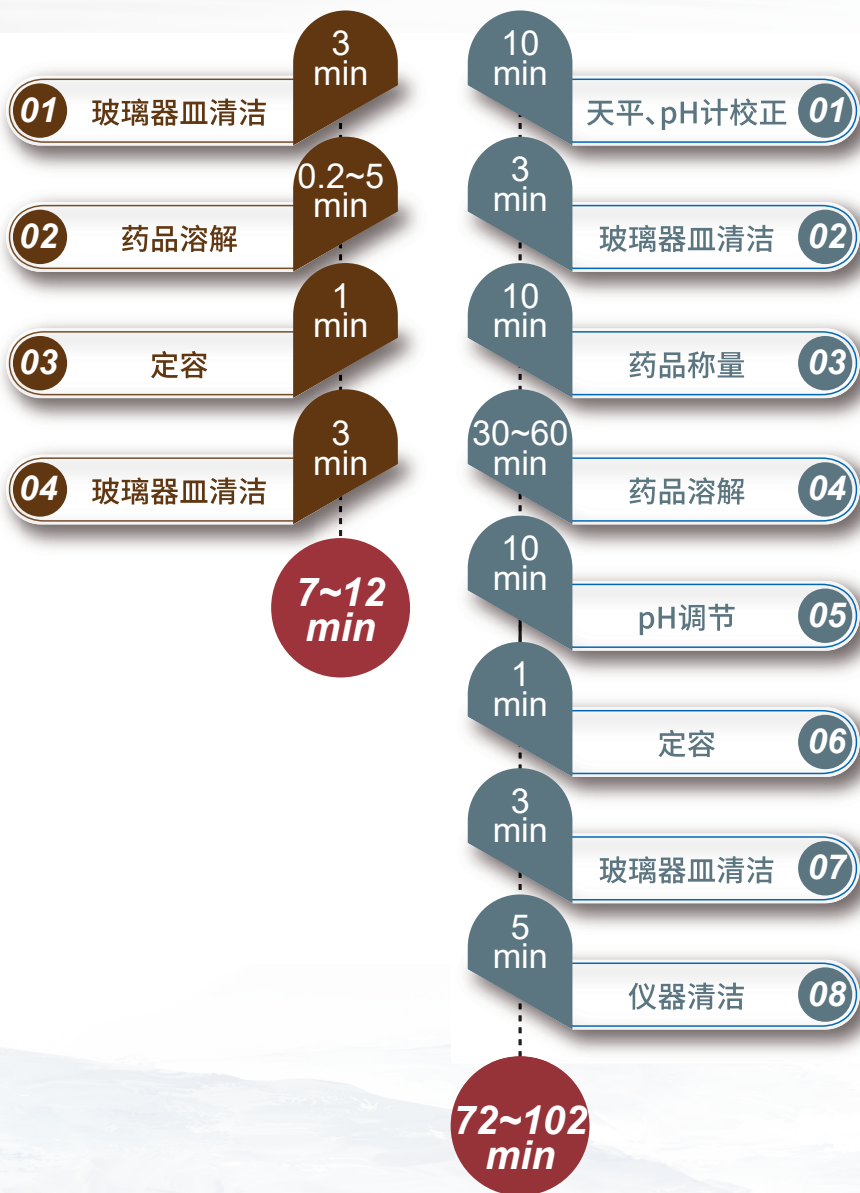 3
min
01 玻璃器皿清洁
0.2~5
min
02 药品溶解
1
min
03 定容
3
min
04 玻璃器皿清洁
7~12
min
10
min
天平、pH计校正 01
3
min
玻璃器皿清洁 02
10
min
药品称量 03
30~60
min
药品溶解 04
10
min
pH调节 05
1
min
定容 06
3
min
玻璃器皿清洁 07
5
min
仪器清洁 08
72~102
min